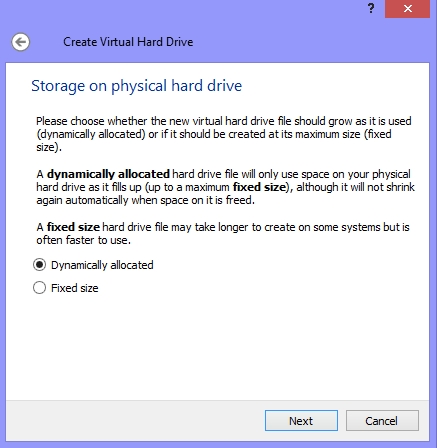 ?
Create Virtual Hard Drive
Storage on physical hard drive
Please choose whether the new virtual hard drive file should grow as it is used
(dynamically allocated) or if it should be created at its maximum size (fixed
size).
A dynamically allocated hard drive file will only use space on your physical
hard drive as it fills up (up to a maximum fixed size), although it will not shrink
again automatically when space on it is freed.
A fixed size hard drive file may take longer to create on some systems but is
often faster to use.
Dynamically allocated
Fixed size
Next Cancel